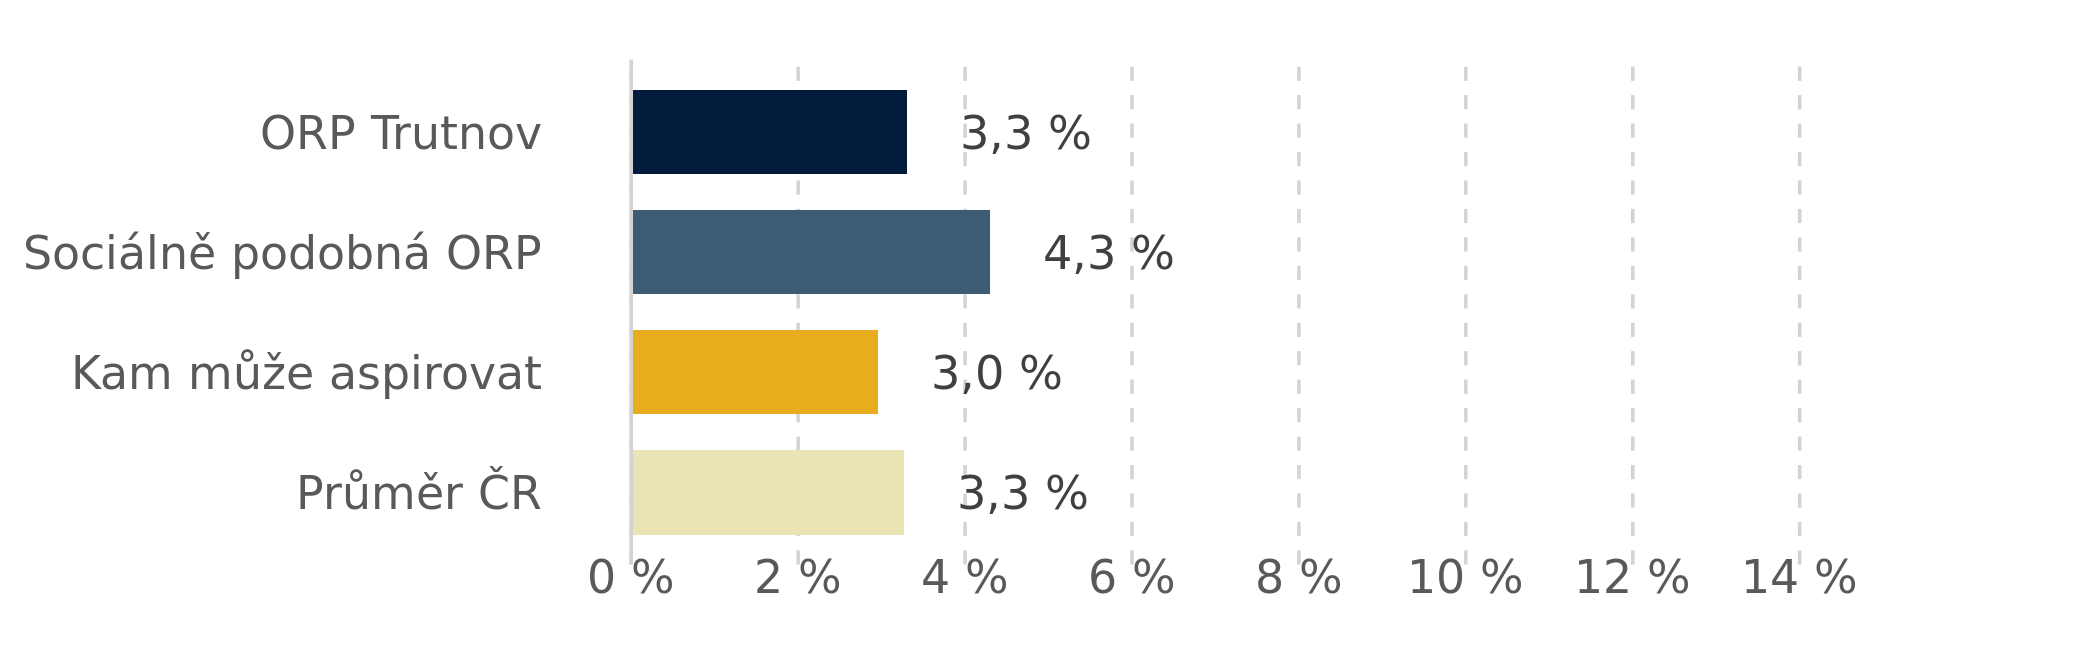 ORP Trutnov 3,3 %
Sociálně podobná ORP 4,3 %
Kam může aspirovat 3,0 %
Průměr ČR 3,3 %
0 % 2 % 4 % 6 % 8 % 10 % 12 % 14 %